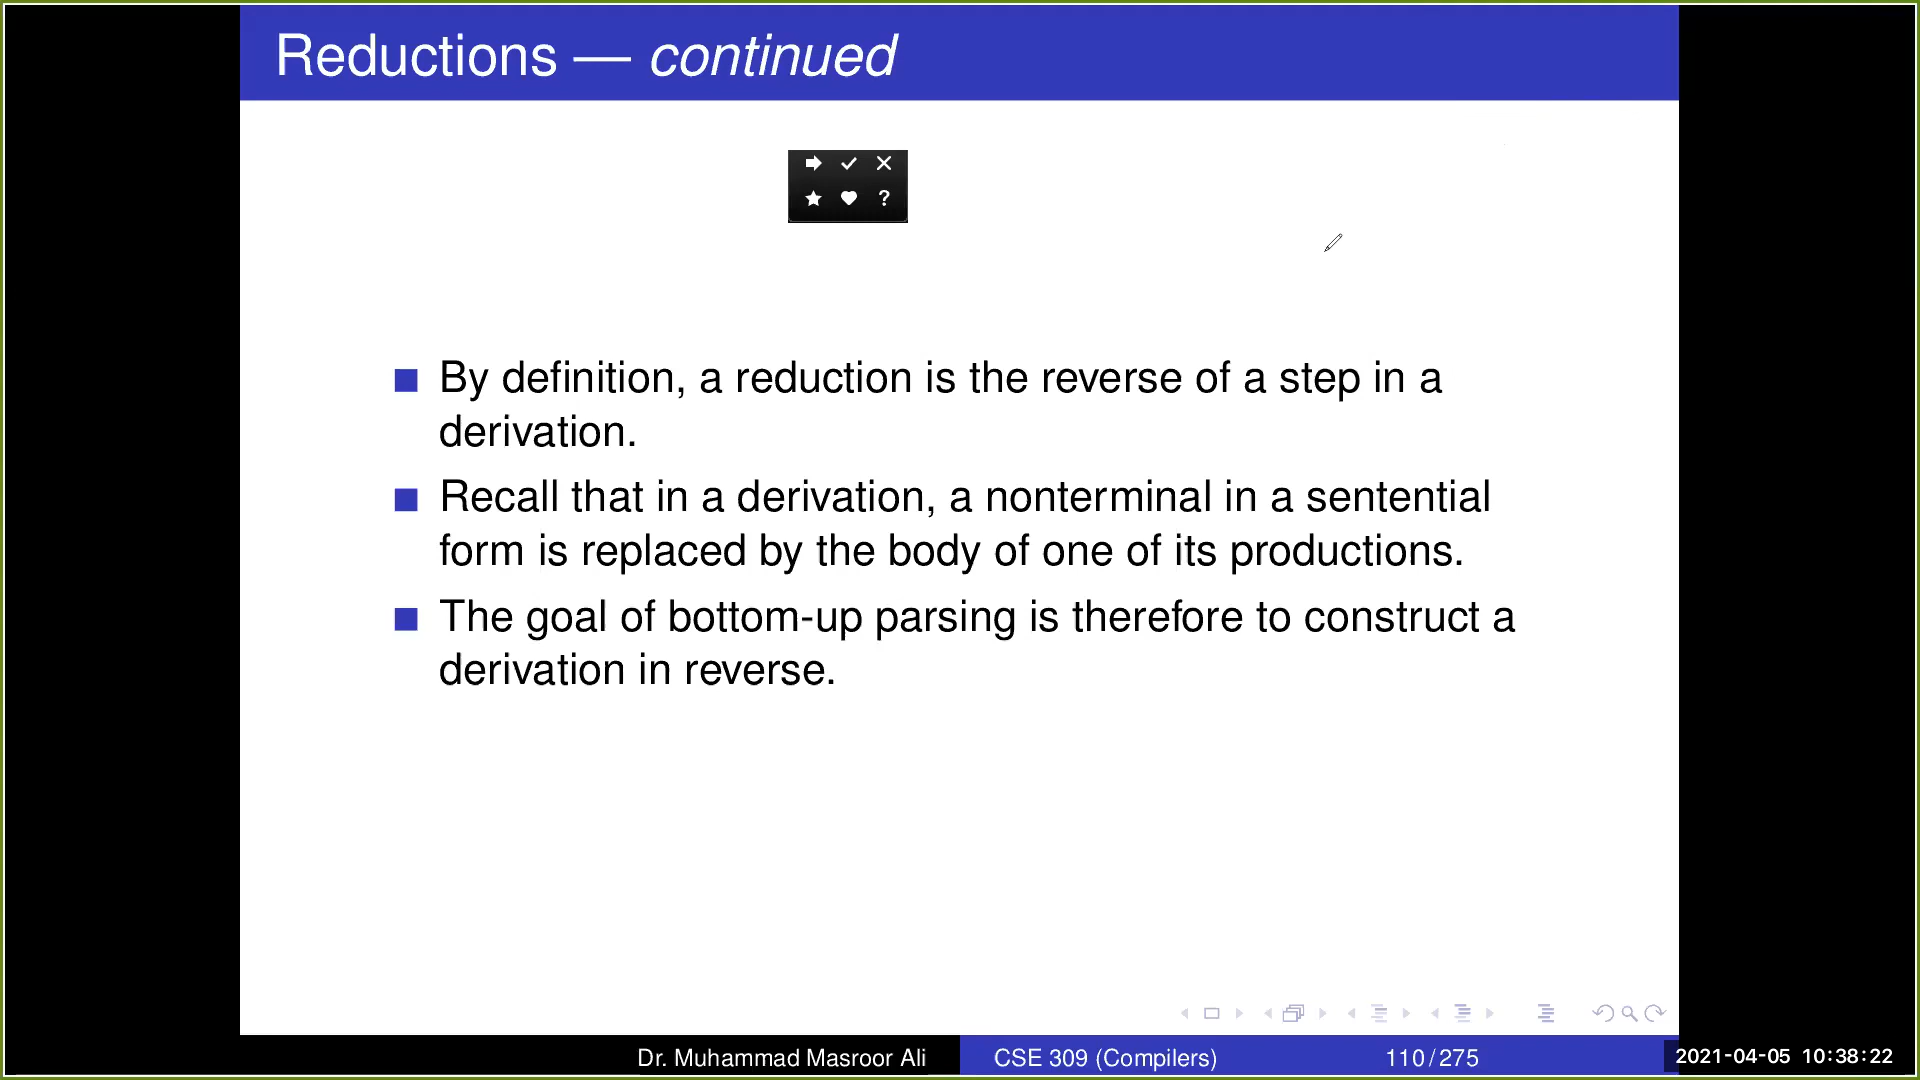 Reductions — continued
By definition, a reduction is the reverse of a step in a
derivation.
Recall that in a derivation, a nonterminal in a sentential
form is replaced by the body of one of its productions.
The goal of bottom-up parsing is therefore to construct a
derivation in reverse.
Dr. Muhammad Masroor Ali
CSE 309 (Compilers)
110/275
2021-04-05 10:38:22